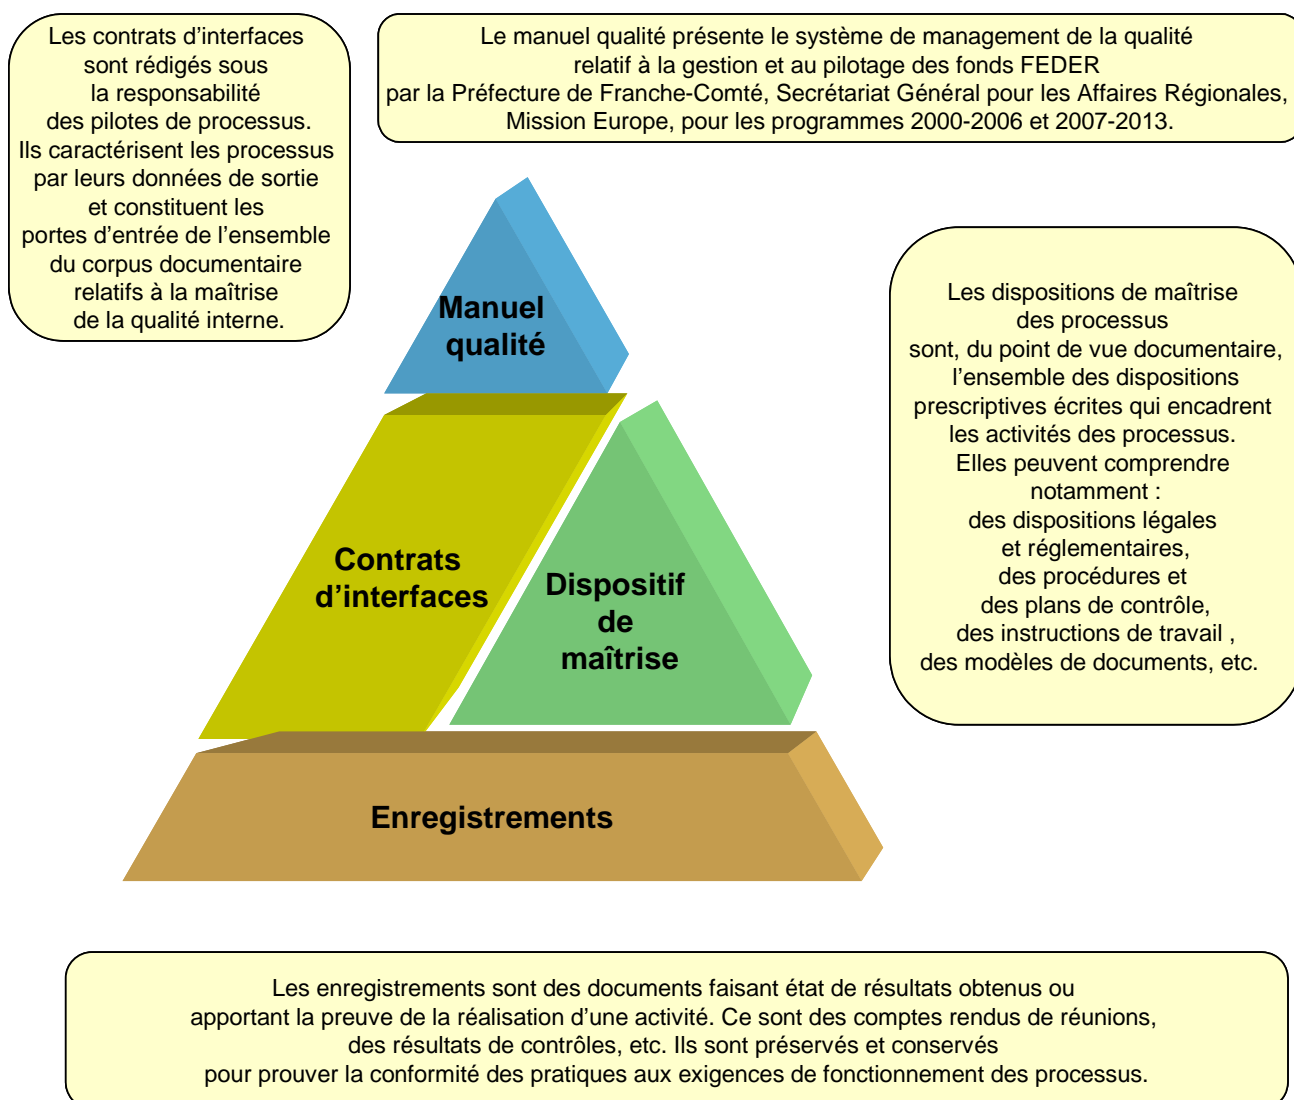 Les contrats d'interfaces
sont rédigés sous
la responsabilité
des pilotes de processus.
Ils caractérisent les processus
par leurs données de sortie
et constituent les
portes d'entrée de l'ensemble
du corpus documentaire
relatifs à la maîtrise
de la qualité interne.
Le manuel qualité présente le système de management de la qualité
relatif à la gestion et au pilotage des fonds FEDER
par la Préfecture de Franche-Comté, Secrétariat Général pour les Affaires Régionales,
Mission Europe, pour les programmes 2000-2006 et 2007-2013.
Manuel
qualité
Contrats
d'interfaces
Dispositif
de
maîtrise
Enregistrements
Les dispositions de maîtrise
des processus
sont, du point de vue documentaire,
l'ensemble des dispositions
prescriptives écrites qui encadrent
les activités des processus.
Elles peuvent comprendre
notamment :
des dispositions légales
et réglementaires,
des procédures et
des plans de contrôle,
des instructions de travail ,
des modèles de documents, etc.
Les enregistrements sont des documents faisant état de résultats obtenus ou
apportant la preuve de la réalisation d'une activité. Ce sont des comptes rendus de réunions,
des résultats de contrôles, etc. Ils sont préservés et conservés
pour prouver la conformité des pratiques aux exigences de fonctionnement des processus.